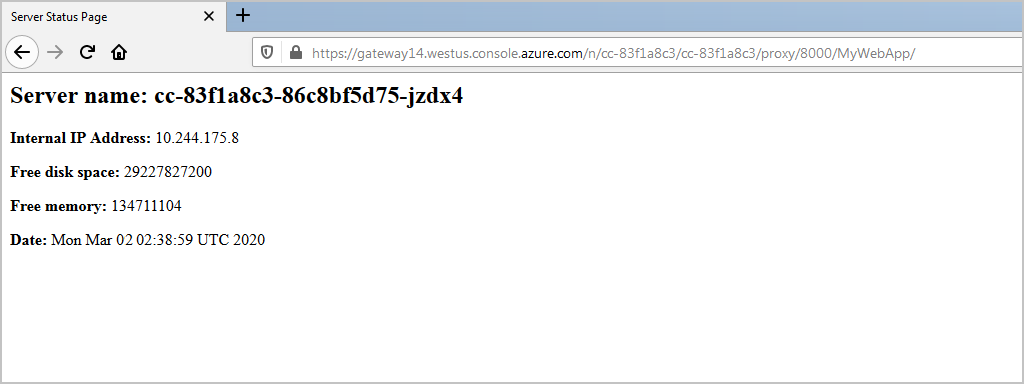 Server Status Page
https://gateway14.westus.console.azure.com/n/cc-83f1a8c3/cc-83f1a8c3/proxy/8000/MyWebApp/
Server name: cc-83f1a8c3-86c8bf5d75-jzdx4
Internal IP Address: 10.244.175.8
Free disk space: 29227827200
Free memory: 134711104
Date: Mon Mar 02 02:38:59 UTC 2020